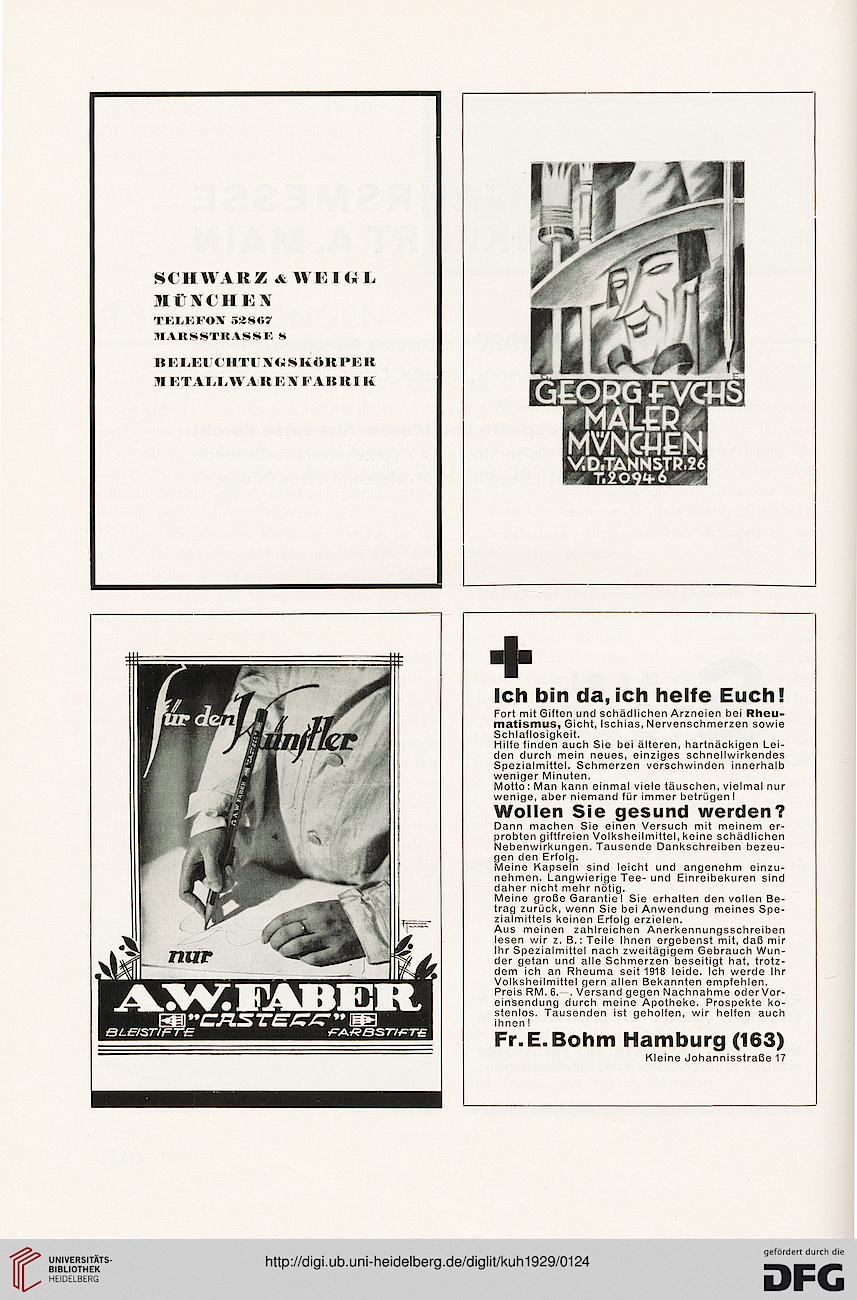 SCHWARZ & WEIGL
MÜNCHEN
TELEFON 52867
MARSSTRASSE 8
BELEUCHTUNGSKÖRPER
METALLWARENFABRIK
GEORG FVCHS
MALER
MVNCHEN
V.D.TANNSTR.26
T.20946
für den Künstler
A.W. FABER CASTELL
nur
A.W.FABER
"CASTELL"
BLEISTIFTE FARBSTIFTE
Ich bin da, ich helfe Euch!
Fort mit Giften und schädlichen Arzneien bei Rheu-
matismus, Gicht, Ischias, Nervenschmerzen sowie
Schlaflosigkeit.
Hilfe finden auch Sie bei älteren, hartnäckigen Lei-
den durch mein neues, einziges schnellwirkendes
Spezialmittel. Schmerzen verschwinden innerhalb
weniger Minuten.
Motto: Man kann einmal viele täuschen, vielmal nur
wenige, aber niemand für immer betrügen!
Wollen Sie gesund werden?
Dann machen Sie einen Versuch mit meinem er-
probten giftfreien Volksheilmittel, keine schädlichen
Nebenwirkungen. Tausende Dankschreiben bezeu-
gen den Erfolg.
Meine Kapseln sind leicht und angenehm einzu-
nehmen. Langwierige Tee- und Einreibekuren sind
daher nicht mehr nötig.
Meine große Garantie! Sie erhalten den vollen Be-
trag zurück, wenn Sie bei Anwendung meines Spe-
zialmittels keinen Erfolg erzielen.
Aus meinen zahlreichen Anerkennungsschreiben
lesen wir z. B.: Teile Ihnen ergebenst mit, daß mir
Ihr Spezialmittel nach zweitägigem Gebrauch Wun-
der getan und alle Schmerzen beseitigt hat, trotz-
dem ich an Rheuma seit 1918 leide. Ich werde Ihr
Volksheilmittel gern allen Bekannten empfehlen.
Preis RM. 6.—. Versand gegen Nachnahme oder Vor-
einsendung durch meine Apotheke. Prospekte ko-
stenlos. Tausenden ist geholfen, wir helfen auch
ihnen!
Fr. E. Bohm Hamburg (163)
Kleine Johannisstraße 17
UNIVERSITÄTS-
BIBLIOTHEK
HEIDELBERG
http://digi.ub.uni-heidelberg.de/diglit/kuh1929/0124
gefördert durch die
DFG